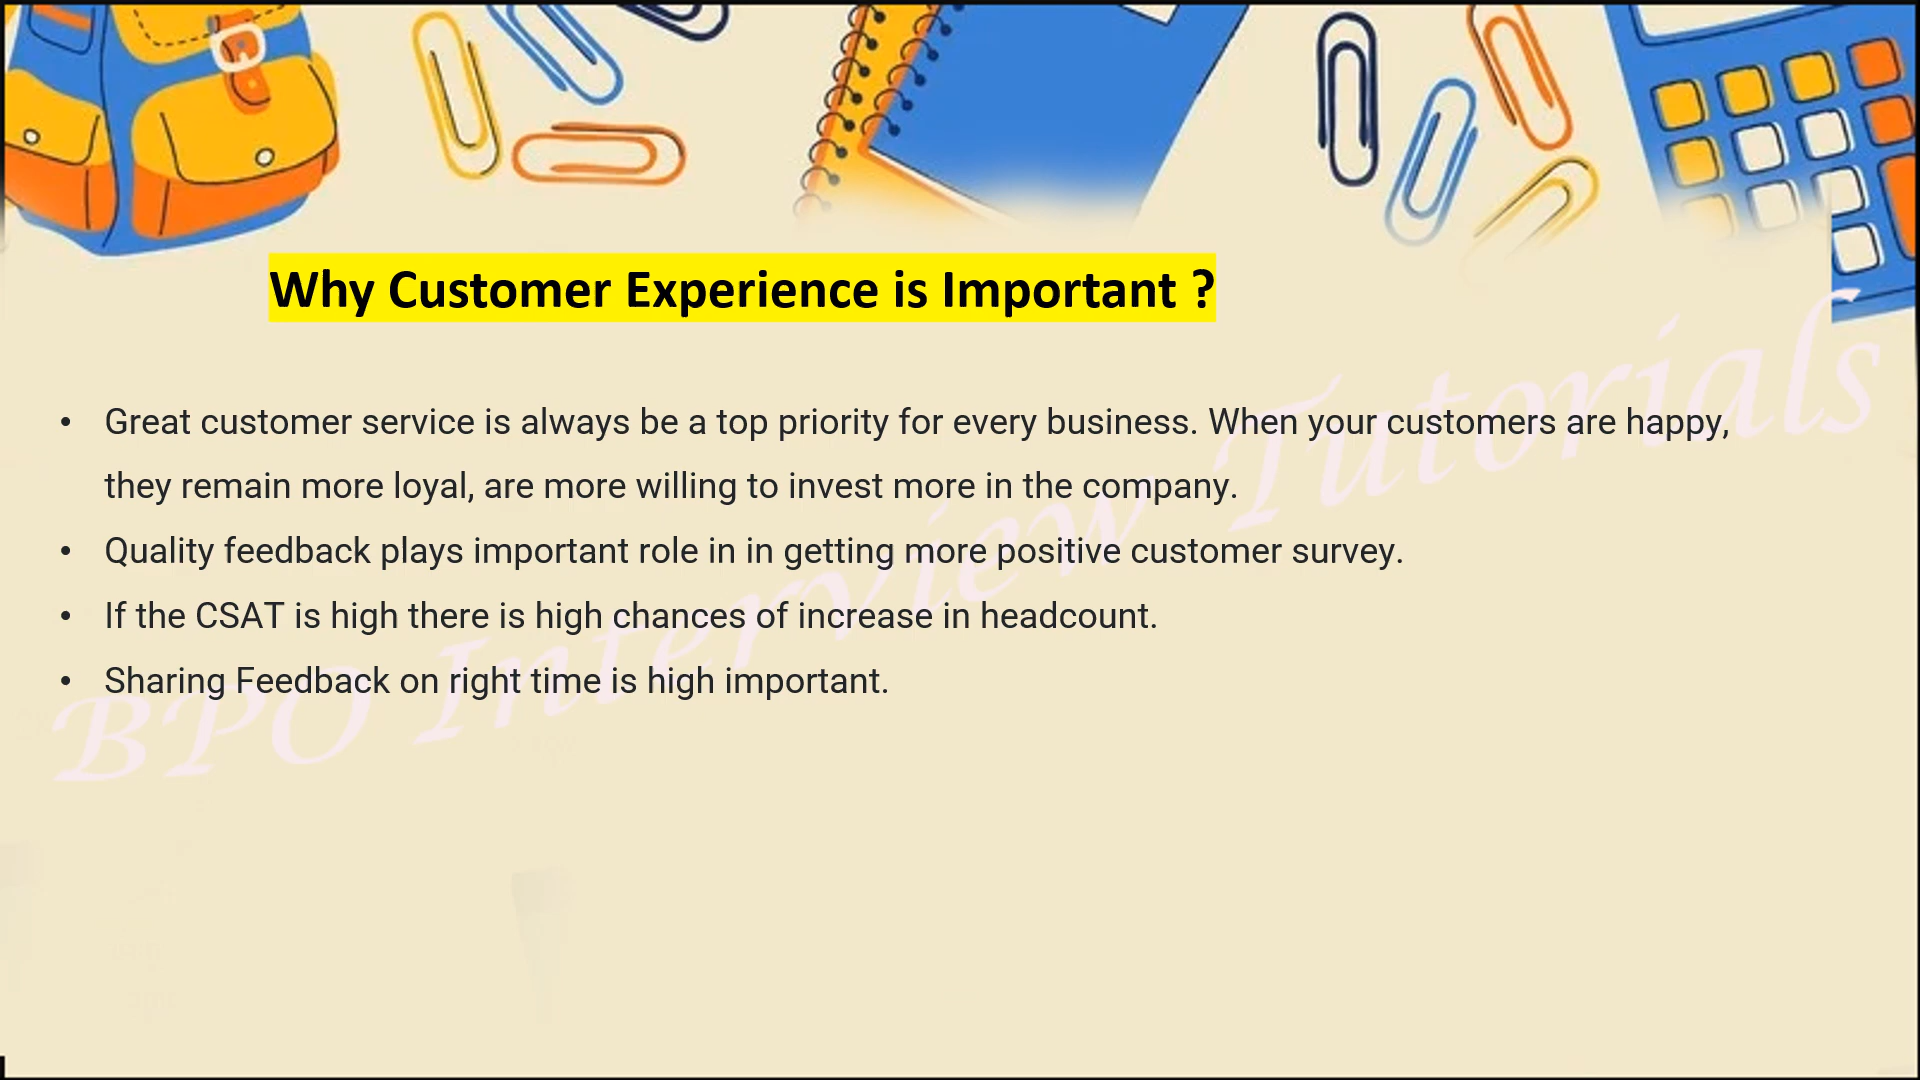 Why Customer Experience is Important ?
• Great customer service is always be a top priority for every business. When your customers are happy,
they remain more loyal, are more willing to invest more in the company.
• Quality feedback plays important role in in getting more positive customer survey.
• If the CSAT is high there is high chances of increase in headcount.
• Sharing Feedback on right time is high important.
BPO Interview Tutorials